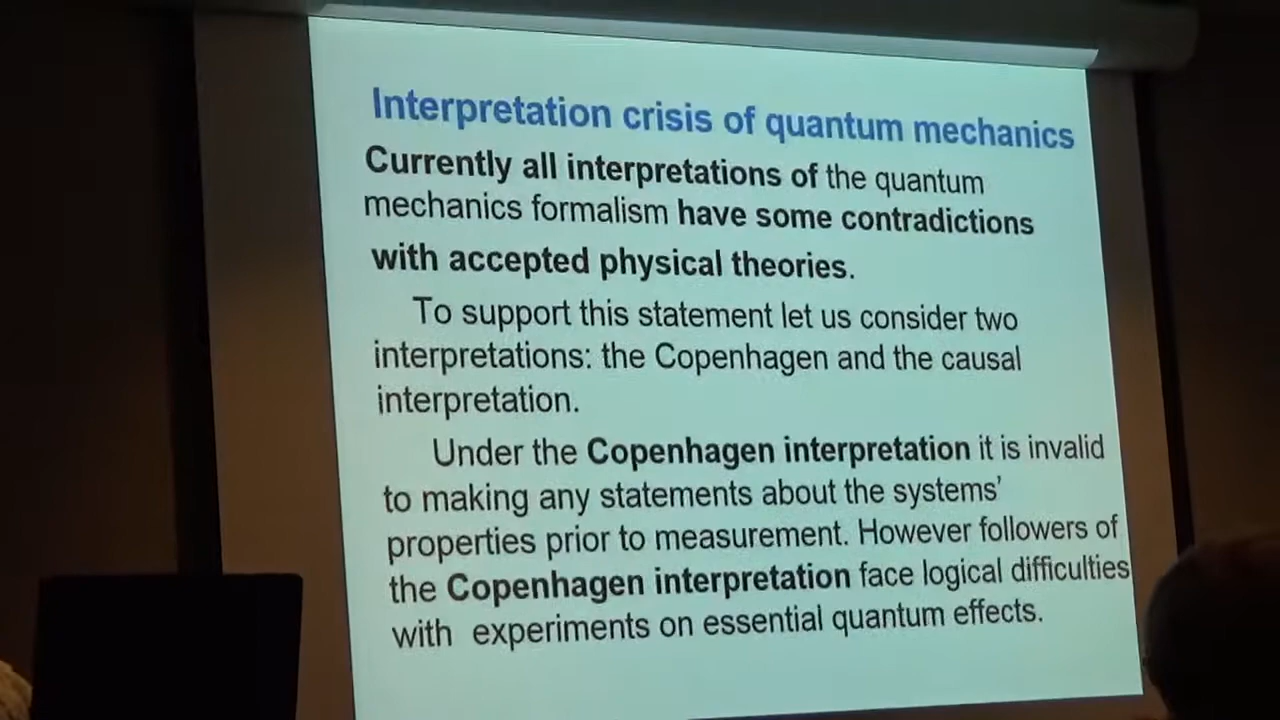 Interpretation crisis of quantum mechanics
Currently all interpretations of the quantum
mechanics formalism have some contradictions
with accepted physical theories.
To support this statement let us consider two
interpretations: the Copenhagen and the causal
interpretation.
Under the Copenhagen interpretation it is invalid
to making any statements about the systems'
properties prior to measurement. However followers of
the Copenhagen interpretation face logical difficulties
with experiments on essential quantum effects.